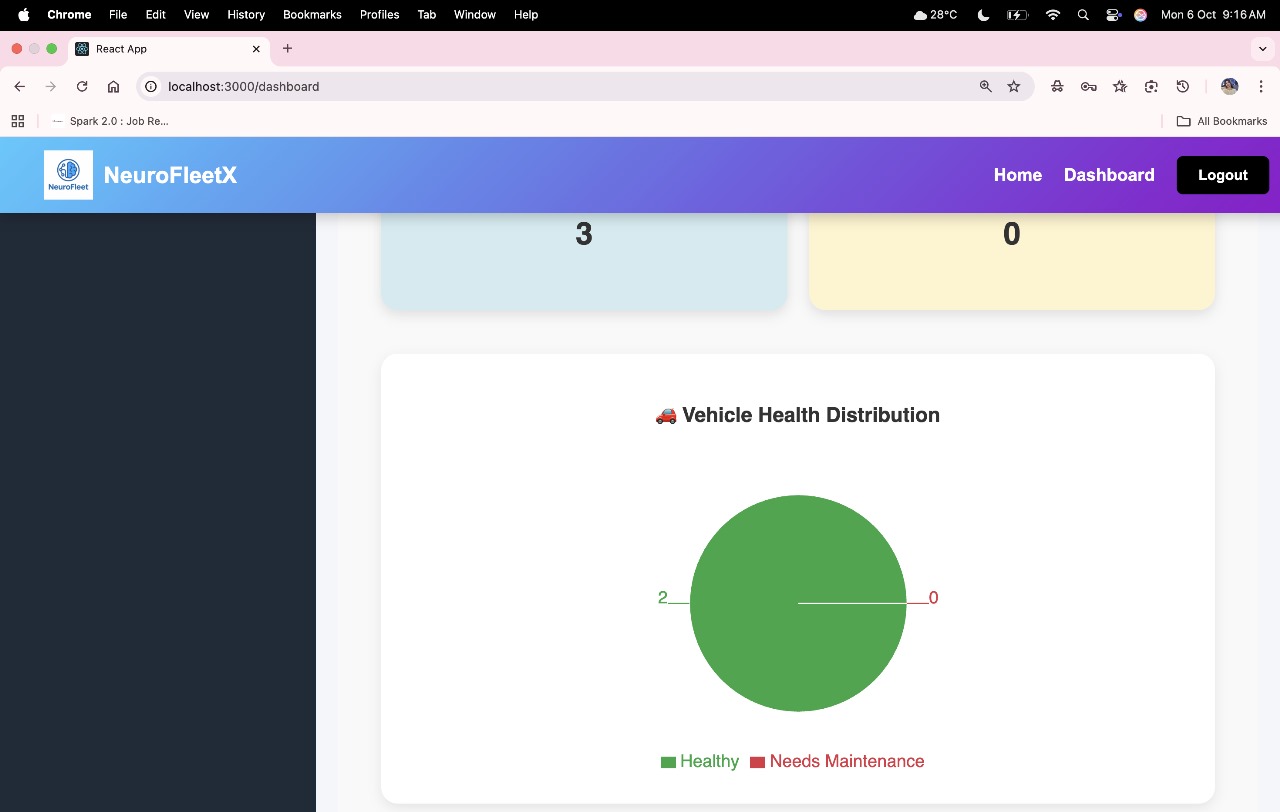 Chrome File Edit View History Bookmarks Profiles Tab Window Help 28°C Mon 6 Oct 9:16 AM
React App
localhost:3000/dashboard
Spark 2.0 : Job Re... All Bookmarks
NeuroFleet
NeuroFleetX Home Dashboard Logout
3 0
🚗 Vehicle Health Distribution
2 0
Healthy Needs Maintenance